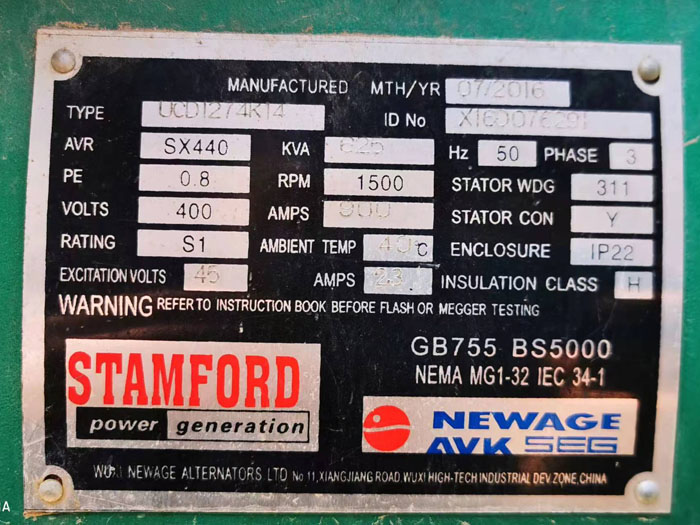 MANUFACTURED MTH/YR 07/2016
TYPE UCDI274K14 ID No X16D076291
AVR SX440 KVA 625 Hz 50 PHASE 3
PE 0.8 RPM 1500 STATOR WDG 311
VOLTS 400 AMPS 900 STATOR CON Y
RATING S1 AMBIENT TEMP 40 °C ENCLOSURE IP22
EXCITATION VOLTS 45 AMPS 2.3 INSULATION CLASS H
WARNING REFER TO INSTRUCTION BOOK BEFORE FLASH OR MEGGER TESTING
STAMFORD
power generation
GB755 BS5000
NEMA MG1-32 IEC 34-1
NEWAGE
AVK SEG
WUXI NEWAGE ALTERNATORS LTD No 11, XIANGJIANG ROAD, WUXI HIGH-TECH INDUSTRIAL DEV ZONE, CHINA